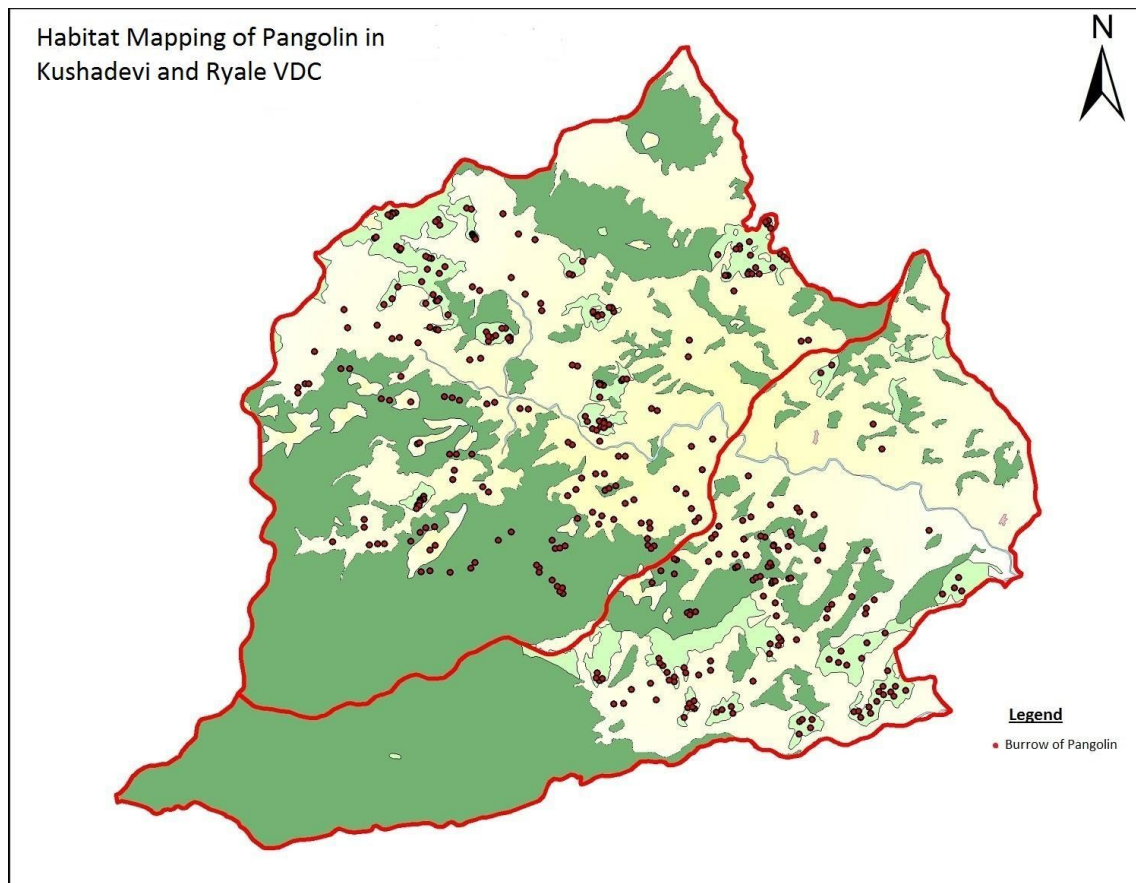 Habitat Mapping of Pangolin in
Kushadevi and Ryale VDC
N
Legend
Burrow of Pangolin